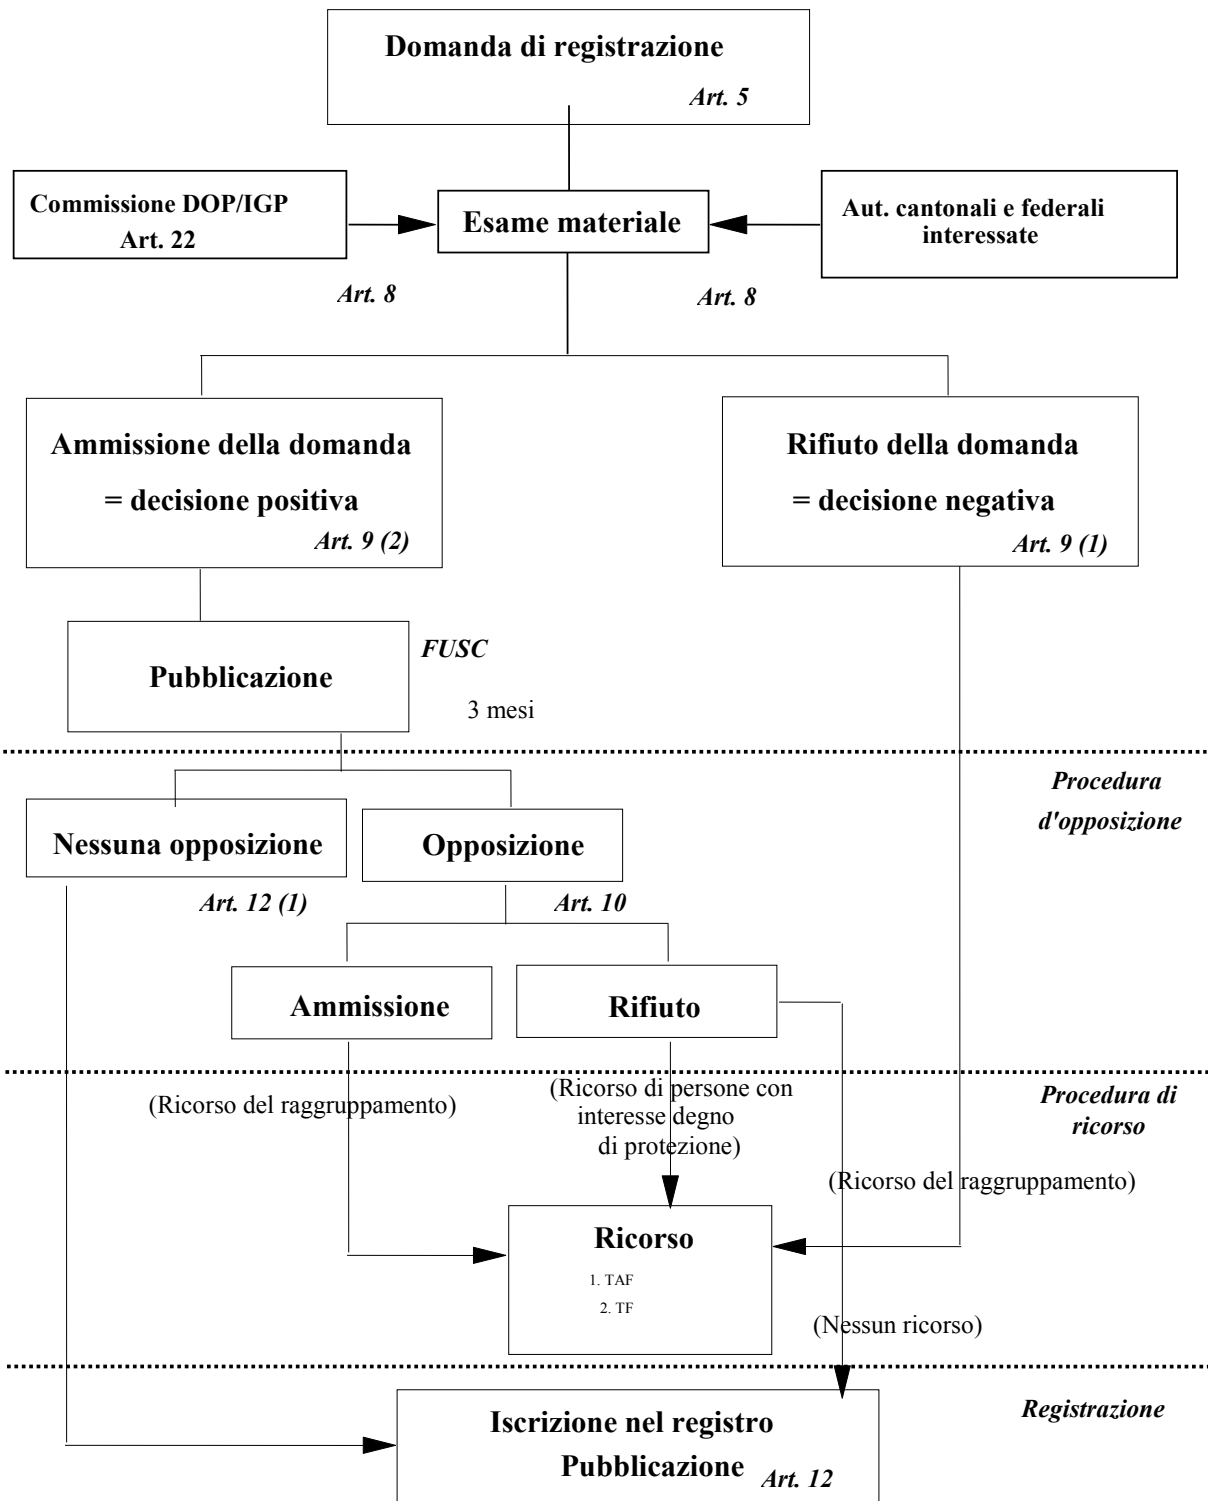 Domanda di registrazione
Art. 5
Commissione DOP/IGP
Art. 22
Esame materiale
Aut. cantonali e federali
interessate
Art. 8
Art. 8
Ammissione della domanda
= decisione positiva
Art. 9 (2)
Rifiuto della domanda
= decisione negativa
Art. 9 (1)
Pubblicazione
FUSC
3 mesi
Procedura
d'opposizione
Nessuna opposizione
Opposizione
Art. 12 (1)
Art. 10
Ammissione
Rifiuto
(Ricorso del raggruppamento)
(Ricorso di persone con
interesse degno
di protezione)
Procedura di
ricorso
(Ricorso del raggruppamento)
Ricorso
1. TAF
2. TF
(Nessun ricorso)
Registrazione
Iscrizione nel registro
Pubblicazione
Art. 12